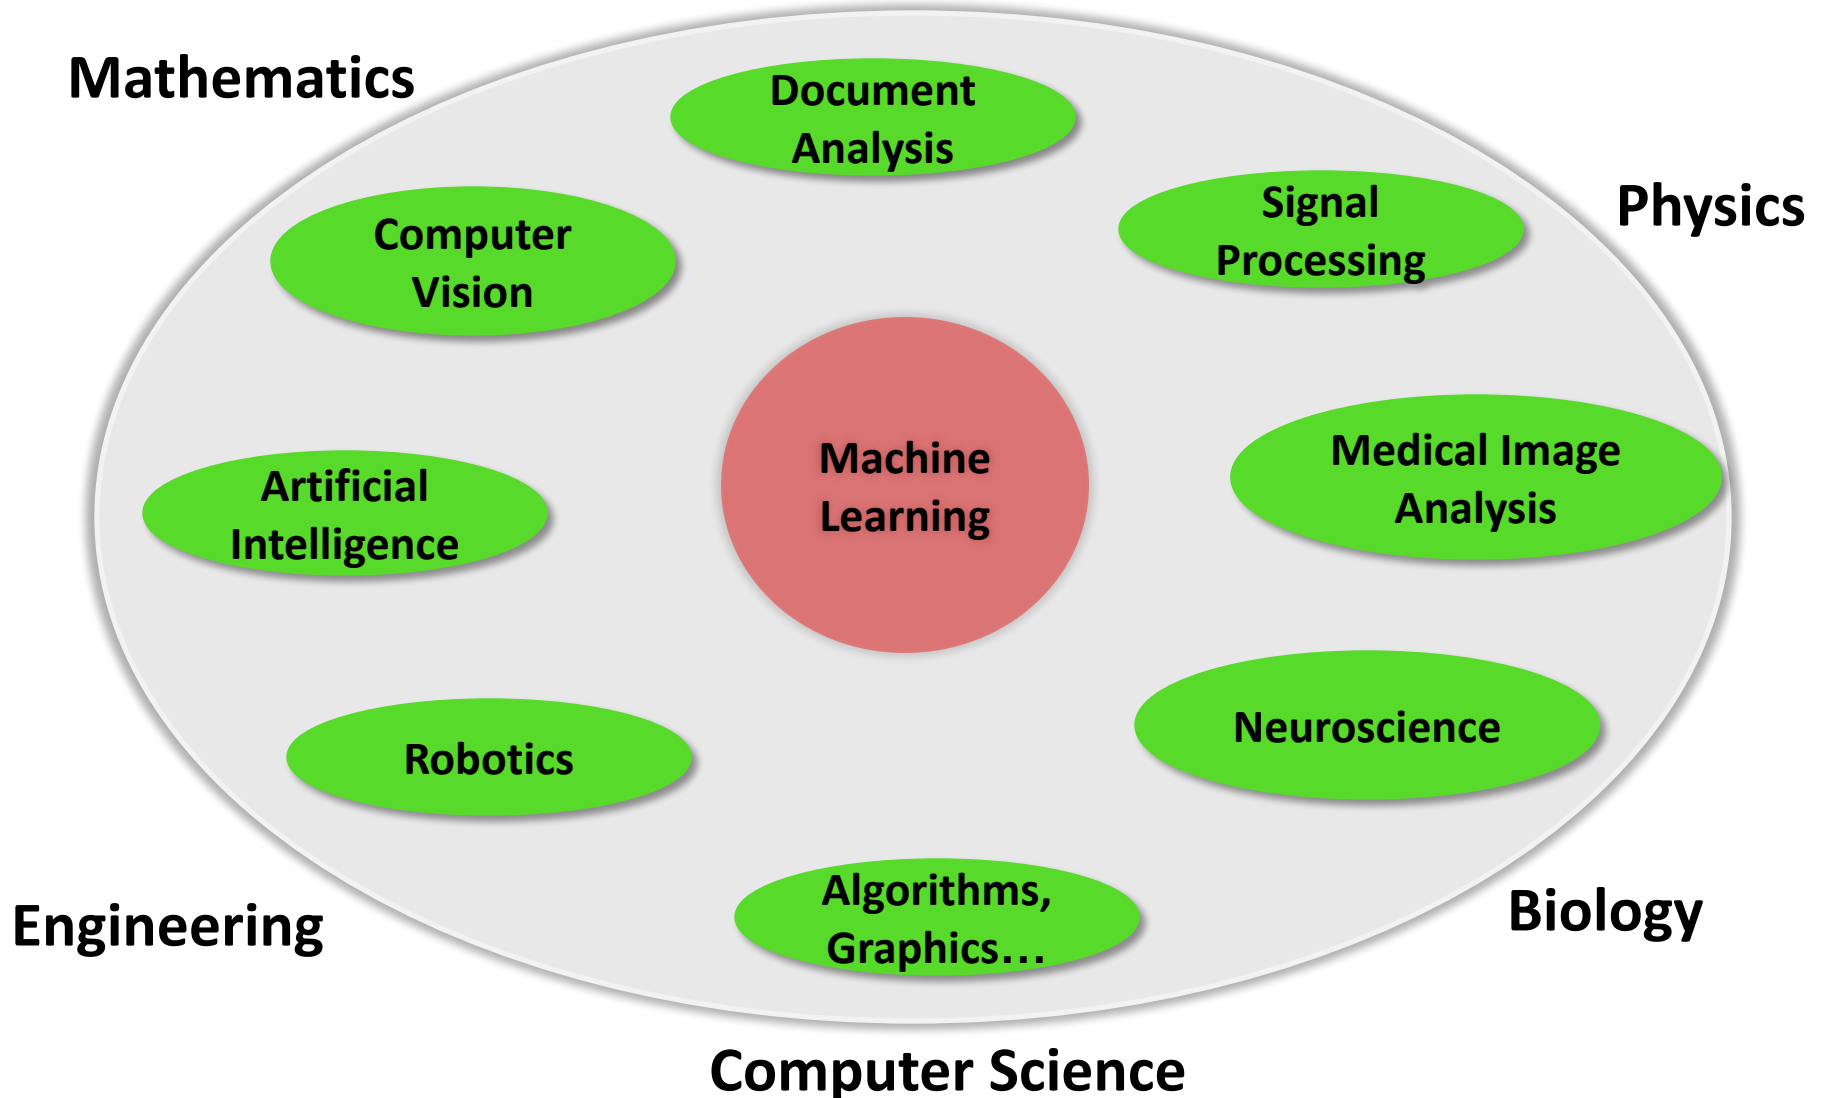 Mathematics
Document
Analysis
Signal
Processing
Physics
Computer
Vision
Machine
Learning
Medical Image
Analysis
Artificial
Intelligence
Neuroscience
Robotics
Algorithms,
Graphics…
Biology
Engineering
Computer Science